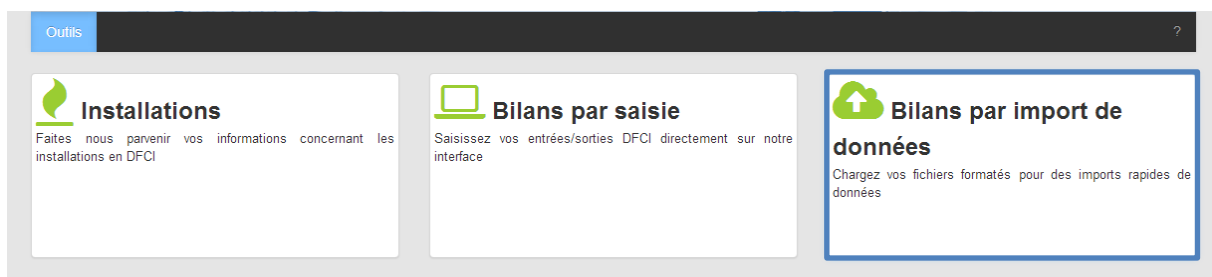 Outils
?
Installations
Faites nous parvenir vos informations concernant les
installations en DFCI
Bilans par saisie
Saisissez vos entrées/sorties DFCI directement sur notre
interface
Bilans par import de
données
Chargez vos fichiers formatés pour des imports rapides de
données